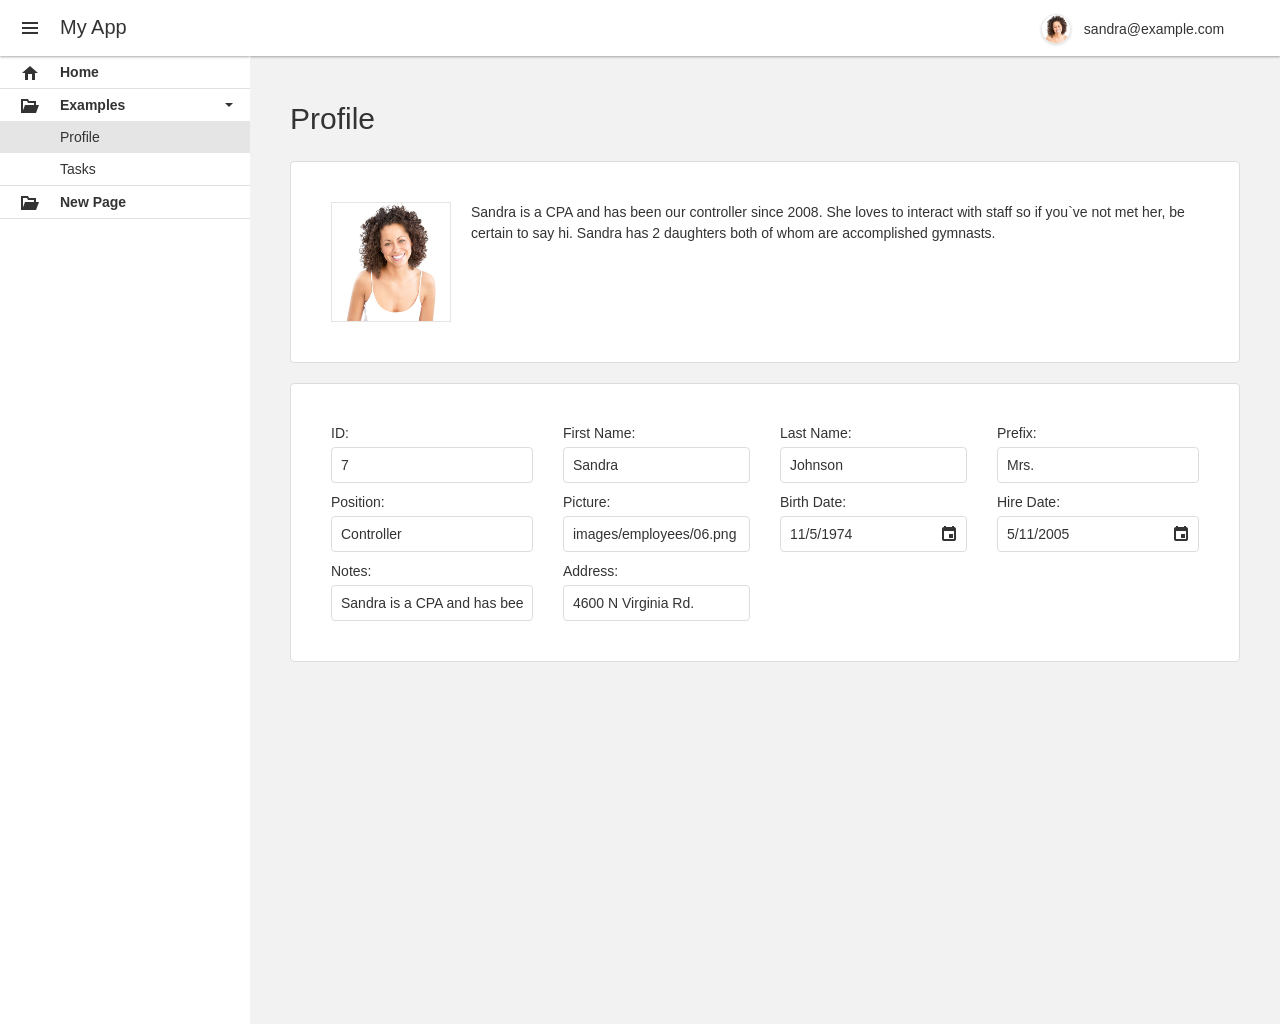 My App
sandra@example.com
Home
Examples
Profile
Tasks
New Page
Profile
Sandra is a CPA and has been our controller since 2008. She loves to interact with staff so if you`ve not met her, be
certain to say hi. Sandra has 2 daughters both of whom are accomplished gymnasts.
ID: First Name: Last Name: Prefix:
7 Sandra Johnson Mrs.
Position: Picture: Birth Date: Hire Date:
Controller images/employees/06.png 11/5/1974 5/11/2005
Notes: Address:
Sandra is a CPA and has bee 4600 N Virginia Rd.